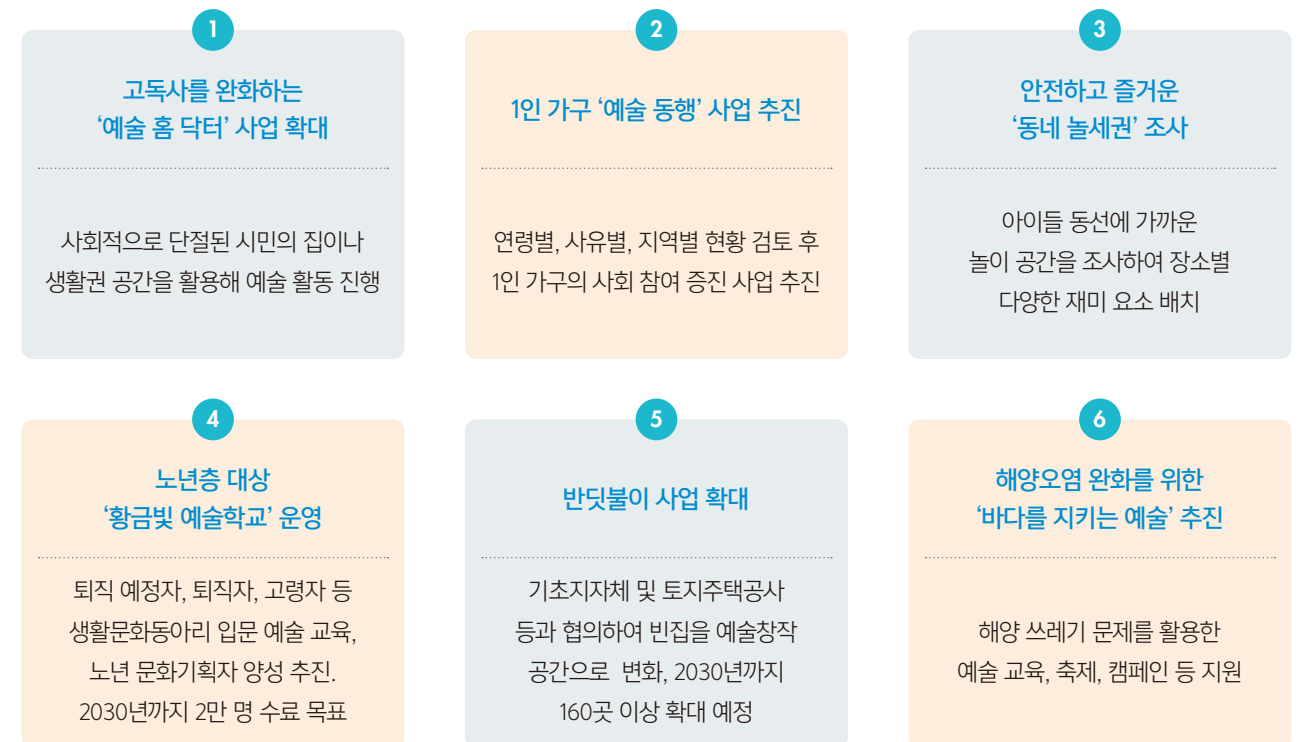 1
고독사를 완화하는
‘예술 홈 닥터’ 사업 확대
사회적으로 단절된 시민의 집이나
생활권 공간을 활용해 예술 활동 진행
2
1인 가구 ‘예술 동행’ 사업 추진
연령별, 사유별, 지역별 현황 검토 후
1인 가구의 사회 참여 증진 사업 추진
3
안전하고 즐거운
‘동네 놀세권’ 조사
아이들 동선에 가까운
놀이 공간을 조사하여 장소별
다양한 재미 요소 배치
4
노년층 대상
‘황금빛 예술학교’ 운영
퇴직 예정자, 퇴직자, 고령자 등
생활문화동아리 입문 예술 교육,
노년 문화기획자 양성 추진.
2030년까지 2만 명 수료 목표
5
반딧불이 사업 확대
기초지자체 및 토지주택공사
등과 협의하여 빈집을 예술창작
공간으로 변화, 2030년까지
160곳 이상 확대 예정
6
해양오염 완화를 위한
‘바다를 지키는 예술’ 추진
해양 쓰레기 문제를 활용한
예술 교육, 축제, 캠페인 등 지원